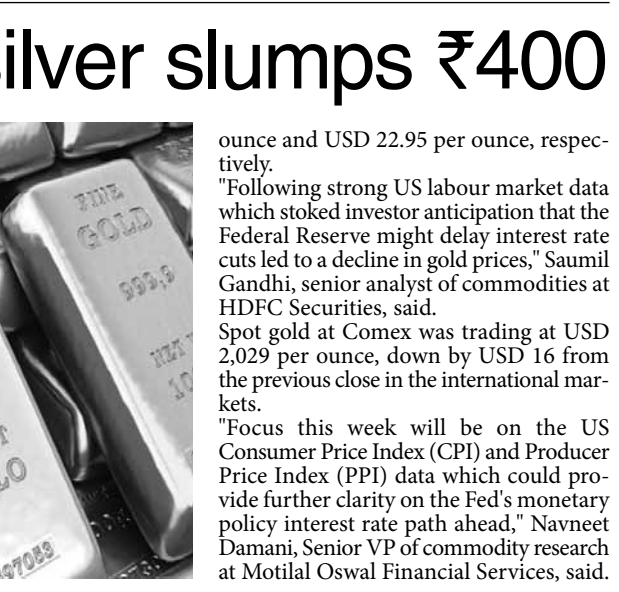 silver slumps ₹400
FINE
GOLD
999,9
NET
10
LO
97053
ounce and USD 22.95 per ounce, respec-
tively.
"Following strong US labour market data
which stoked investor anticipation that the
Federal Reserve might delay interest rate
cuts led to a decline in gold prices," Saumil
Gandhi, senior analyst of commodities at
HDFC Securities, said.
Spot gold at Comex was trading at USD
2,029 per ounce, down by USD 16 from
the previous close in the international mar-
kets.
"Focus this week will be on the US
Consumer Price Index (CPI) and Producer
Price Index (PPI) data which could pro-
vide further clarity on the Fed's monetary
policy interest rate path ahead," Navneet
Damani, Senior VP of commodity research
at Motilal Oswal Financial Services, said.